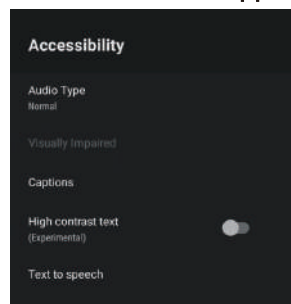 Accessibility
Audio Type
Normal
Visually Impaired
Captions
High contrast text
(Experimental)
Text to speech